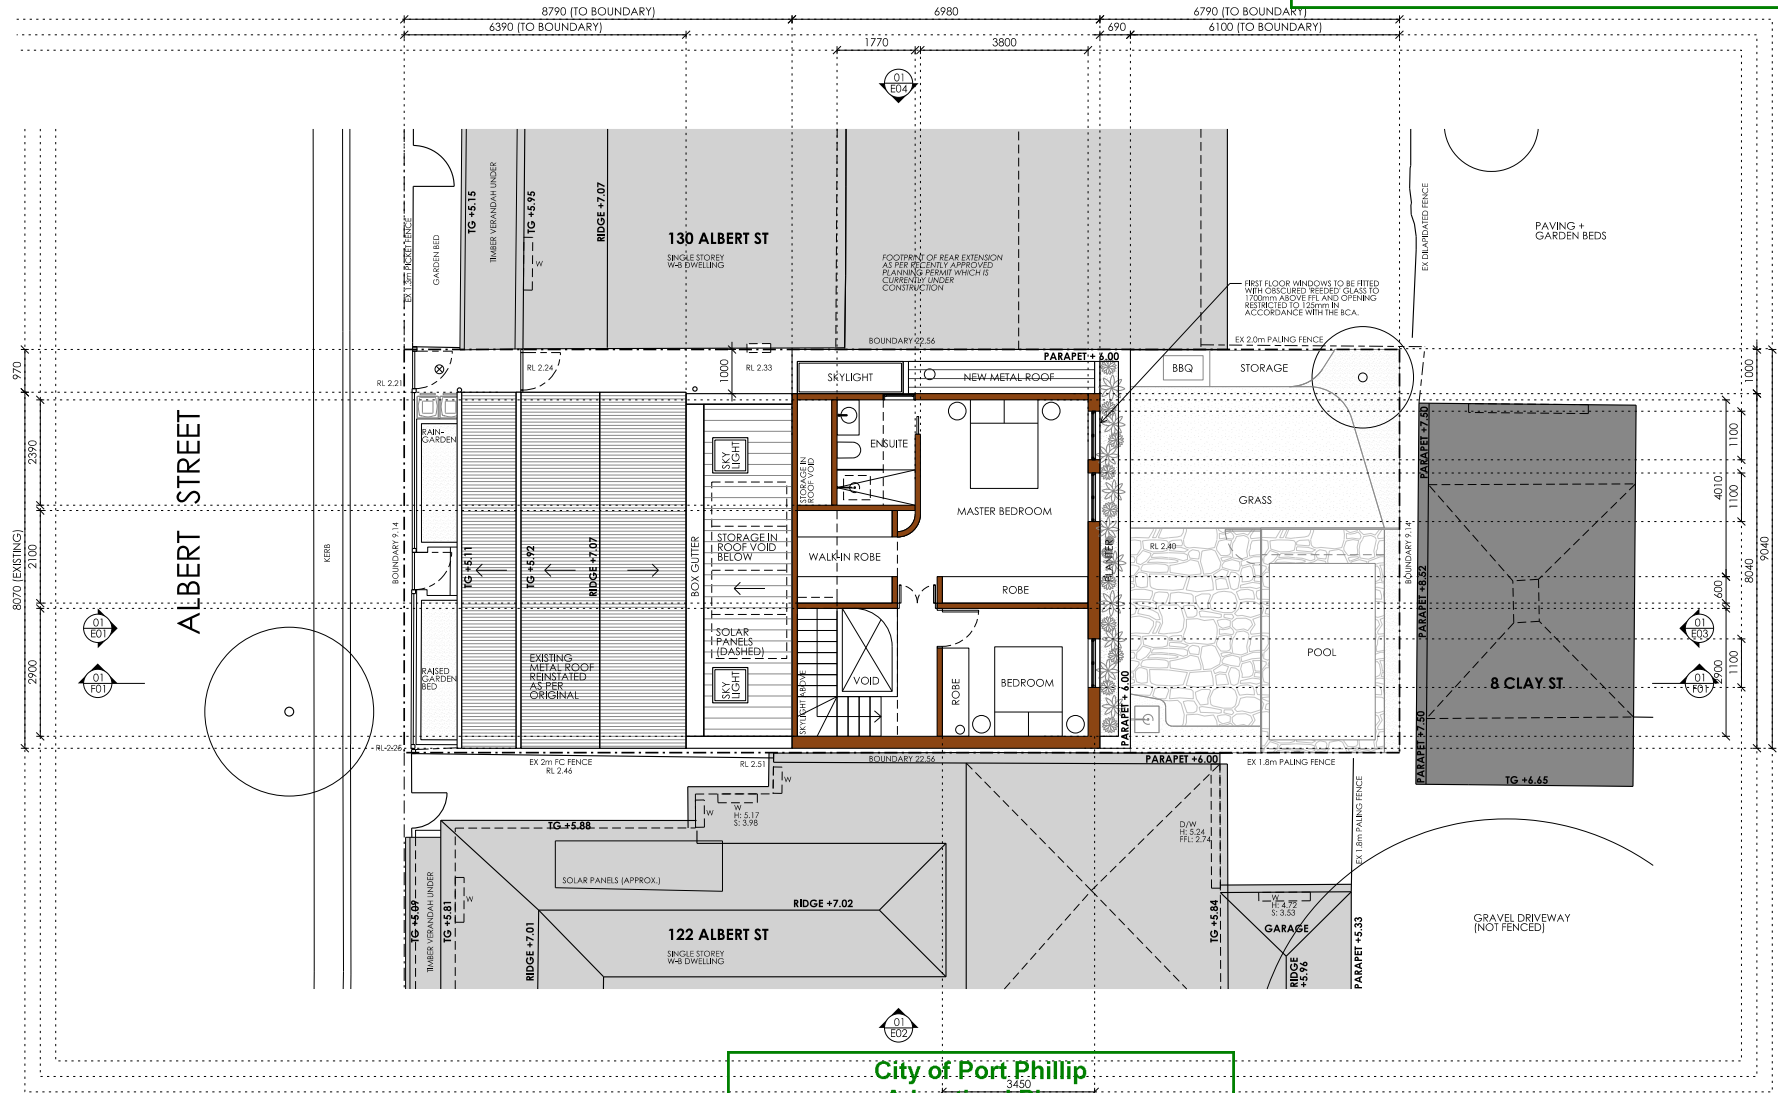 8790 (TO BOUNDARY)
6980
6790 (TO BOUNDARY)
6390 (TO BOUNDARY)
690
6100 (TO BOUNDARY)
1770
3800
01
E04
EX 1.3m PICKET FENCE
GARDEN BED
TG +5.15
TIMBER VERANDAH UNDER
TG +5.95
W
RIDGE +7.07
130 ALBERT ST
SINGLE STOREY
W-B DWELLING
FOOTPRINT OF REAR EXTENSION
AS PER RECENTLY APPROVED
PLANNING PERMIT WHICH IS
CURRENTLY UNDER
CONSTRUCTION
EX DILAPIDATED FENCE
PAVING +
GARDEN BEDS
FIRST FLOOR WINDOWS TO BE FITTED
WITH OBSCURED 'REEDED' GLASS TO
1700mm ABOVE FFL AND OPENING
RESTRICTED TO 125mm IN
ACCORDANCE WITH THE BCA.
BOUNDARY 22.56
EX 2.0m PALING FENCE
PARAPET + 6.00
970
2390
2100
2900
8070 (EXISTING)
ALBERT STREET
KERB
01
E01
01
F01
RL 2.21
RL 2.24
1000
RL 2.33
SKYLIGHT
NEW METAL ROOF
BBQ
STORAGE
RAIN-
GARDEN
SKY
LIGHT
STORAGE IN
ROOF VOID
ENSUITE
MASTER BEDROOM
GRASS
BOUNDARY 9.14
TG +5.11
TG +5.92
RIDGE +7.07
BOX GUTTER
STORAGE IN
ROOF VOID
BELOW
WALK-IN ROBE
ROBE
PLANTER
RL 2.40
BOUNDARY 9.14
SOLAR
PANELS
(DASHED)
EXISTING
METAL ROOF
REINSTATED
AS PER
ORIGINAL
RAISED
GARDEN
BED
SKY
LIGHT
SKYLIGHT ABOVE
VOID
ROBE
BEDROOM
POOL
PARAPET + 6.00
PARAPET +7.50
PARAPET +8.52
PARAPET +7.50
8 CLAY ST
TG +6.65
1000
1100
4010
1100
600
2900
1100
8040
9040
01
E03
01
F01
RL 2.25
EX 2m FC FENCE
RL 2.46
RL 2.51
BOUNDARY 22.56
PARAPET +6.00
EX 1.8m PALING FENCE
EX 1.8m PALING FENCE
W
W
W
H: 5.17
S: 3.98
TG +5.88
SOLAR PANELS (APPROX.)
D/W
H: 5.24
FFL: 2.74
TG +5.09
TIMBER VERANDAH UNDER
TG +5.81
W
RIDGE +7.01
RIDGE +7.02
122 ALBERT ST
SINGLE STOREY
W-B DWELLING
TG +5.84
W
H: 4.72
S: 3.53
GARAGE
RIDGE
+5.96
PARAPET +5.33
GRAVEL DRIVEWAY
(NOT FENCED)
01
E02
City of Port Phillip
3450